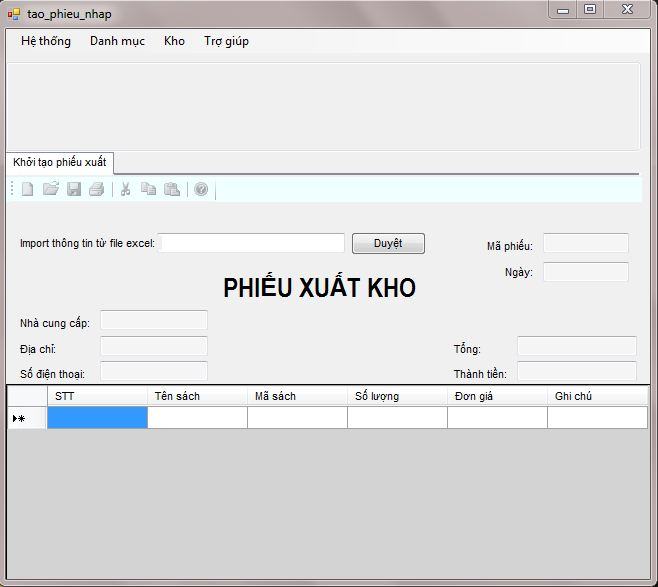 tao_phieu_nhap
Hệ thống Danh mục Kho Trợ giúp
Khởi tạo phiếu xuất
Import thông tin từ file excel: Duyệt Mã phiếu:
Ngày:
PHIẾU XUẤT KHO
Nhà cung cấp:
Địa chỉ: Tổng:
Số điện thoại: Thành tiền:
STT Tên sách Mã sách Số lượng Đơn giá Ghi chú